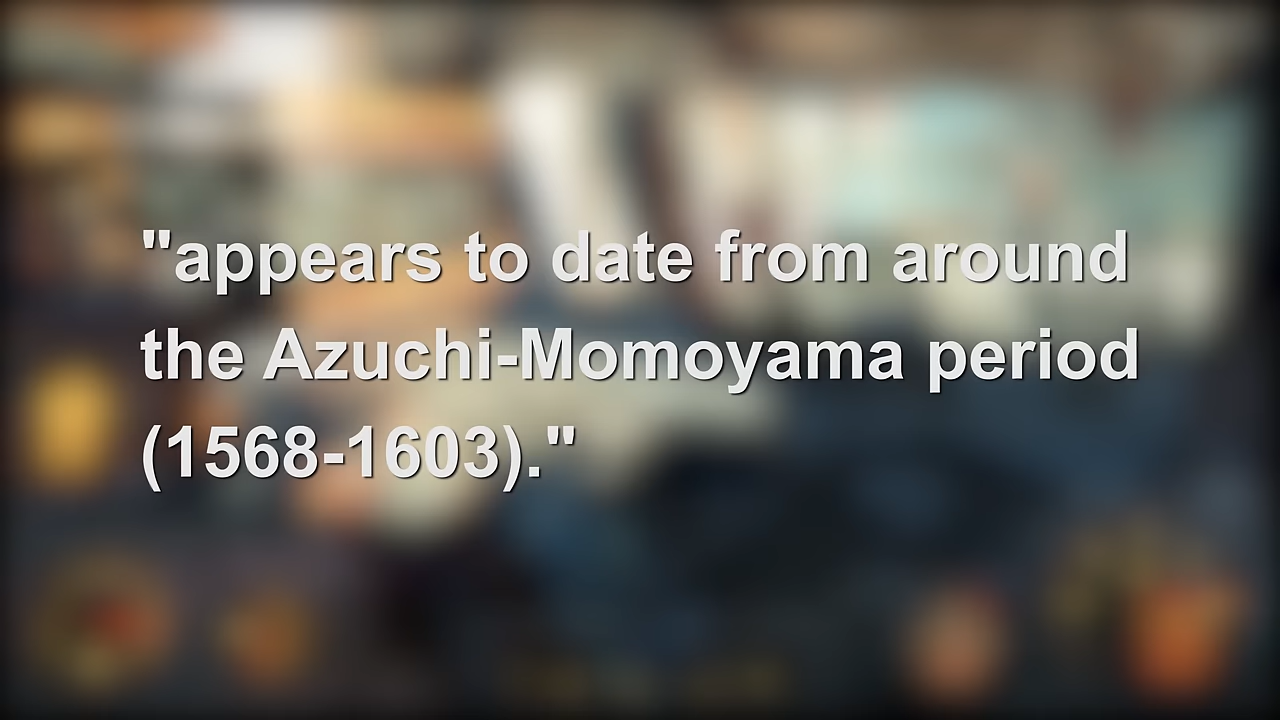 "appears to date from around
the Azuchi-Momoyama period
(1568-1603)."